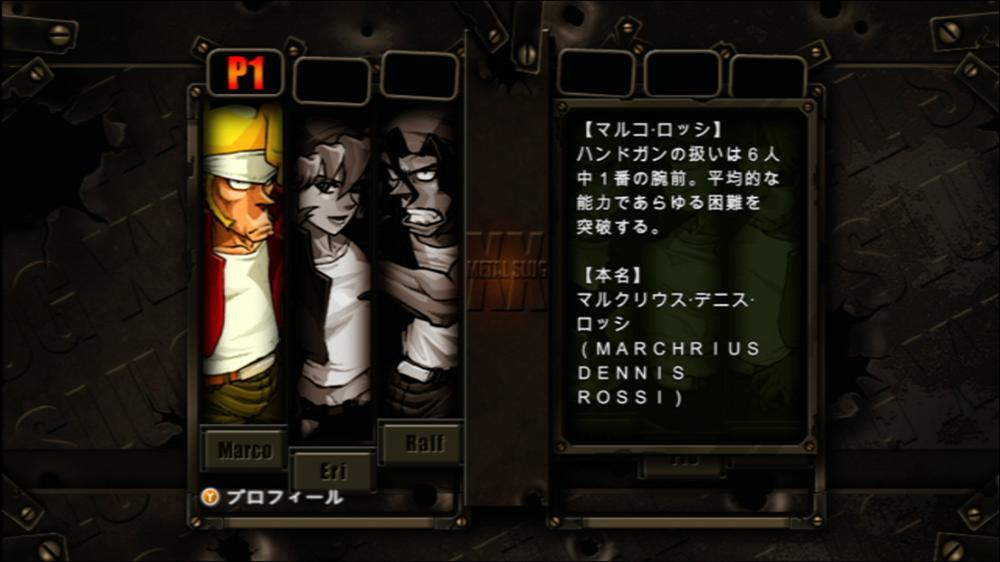 P1
Marco
Eri
Ralf
プロフィール
METAL SLUG
XX
【マルコ・ロッシ】
ハンドガンの扱いは６人
中１番の腕前。平均的な
能力であらゆる困難を
突破する。
【本名】
マルクリウス・デニス・
ロッシ
（ＭＡＲＣＨＲＩＵＳ
ＤＥＮＮＩＳ
ＲＯＳＳＩ）